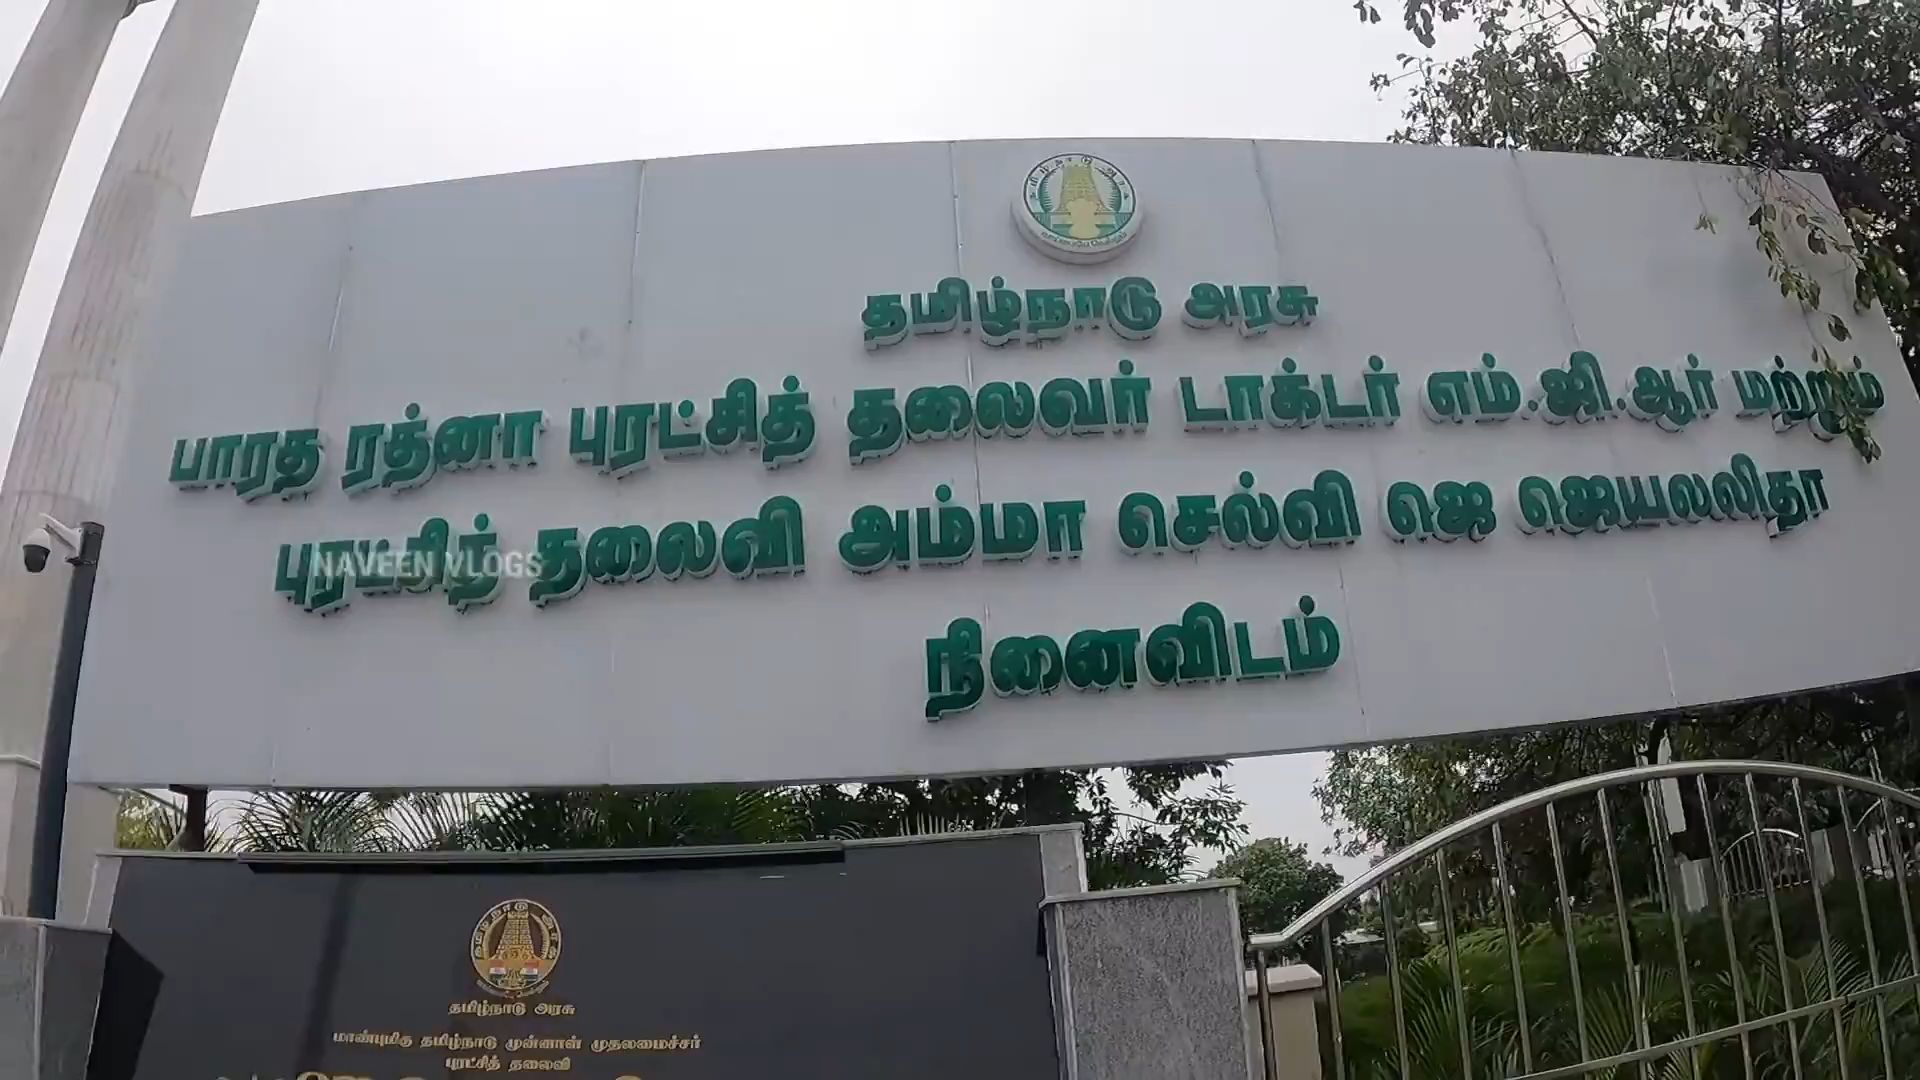 தமிழ்நாடு அரசு
பாரத ரத்னா புரட்சித் தலைவர் டாக்டர் எம்.ஜி.ஆர் மற்றும்
புரட்சித் தலைவி அம்மா செல்வி ஜெ ஜெயலலிதா
NAVEEN VLOGS
நினைவிடம்
தமிழ்நாடு அரசு
மாண்புமிகு தமிழ்நாடு முன்னாள் முதலமைச்சர்
புரட்சித் தலைவி